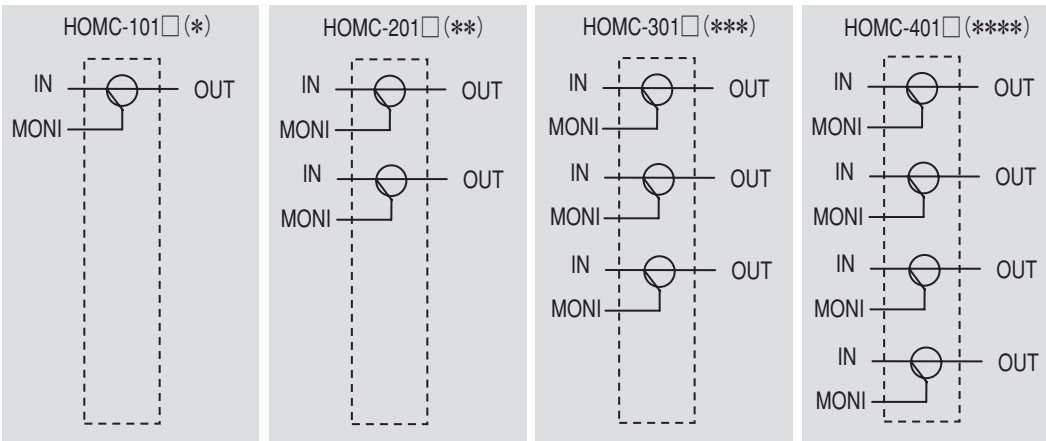 HOMC-101□(*)
IN OUT
MONI
HOMC-201□(**)
IN OUT
MONI
IN OUT
MONI
HOMC-301□(***)
IN OUT
MONI
IN OUT
MONI
IN OUT
MONI
HOMC-401□(****)
IN OUT
MONI
IN OUT
MONI
IN OUT
MONI
IN OUT
MONI